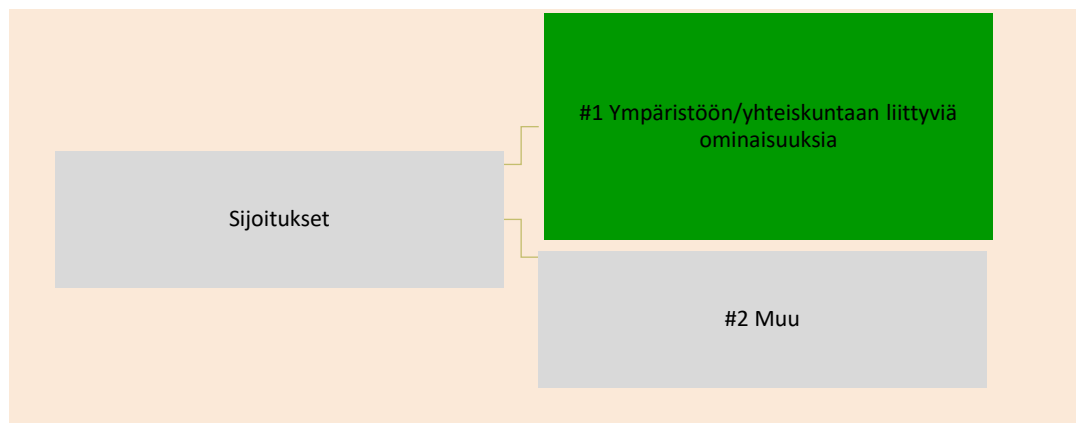 #1 Ympäristöön/yhteiskuntaan liittyviä
ominaisuuksia
Sijoitukset
#2 Muu